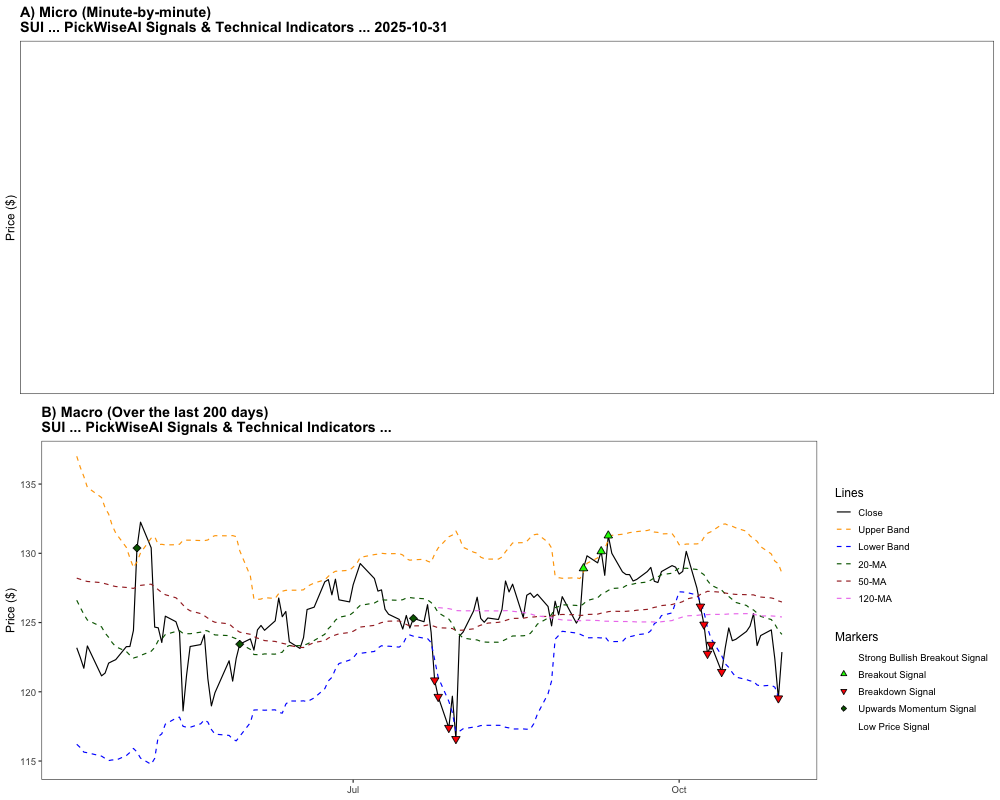 A) Micro (Minute-by-minute)
SUI ... PickWiseAI Signals & Technical Indicators ... 2025-10-31
Price ($)
B) Macro (Over the last 200 days)
SUI ... PickWiseAI Signals & Technical Indicators ...
Price ($)
135
130
125
120
115
Jul
Oct
Lines
Close
Upper Band
Lower Band
20-MA
50-MA
120-MA
Markers
Strong Bullish Breakout Signal
Breakout Signal
Breakdown Signal
Upwards Momentum Signal
Low Price Signal